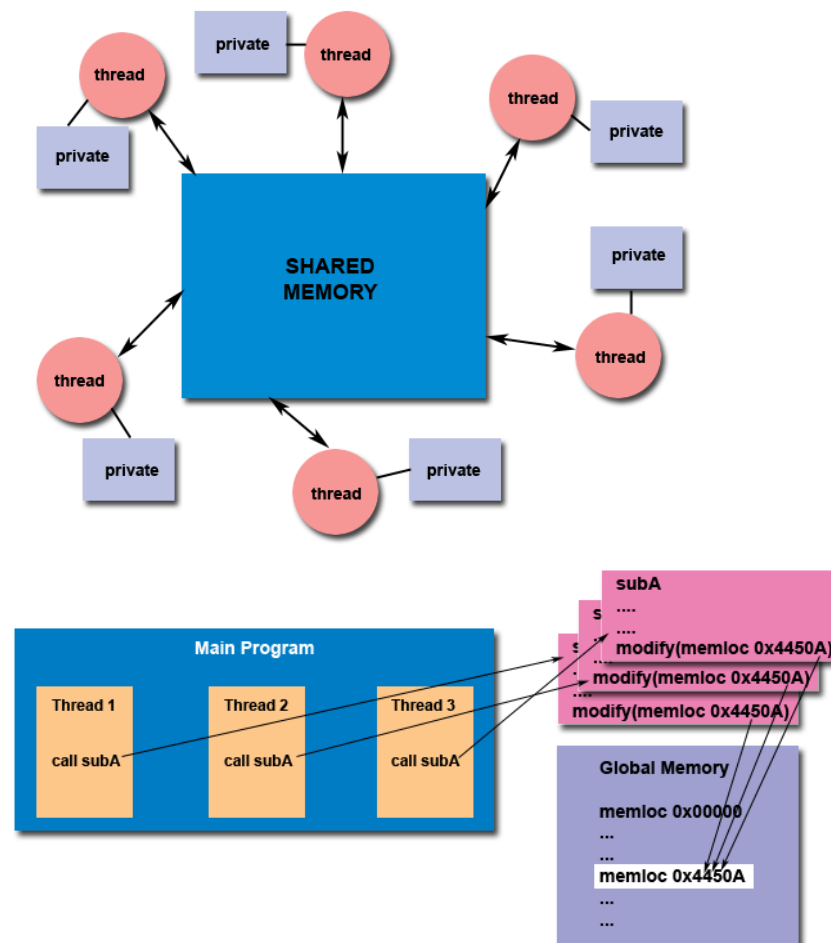 private
thread
thread
thread
private
private
SHARED
MEMORY
private
thread
thread
private
private
thread
subA
....
....
modify(memloc 0x4450A)
s
..
....
modify(memloc 0x4450A)
s
.
....
modify(memloc 0x4450A)
Main Program
Thread 1
Thread 2
Thread 3
call subA
call subA
call subA
Global Memory
memloc 0x00000
...
...
memloc 0x4450A
...
...